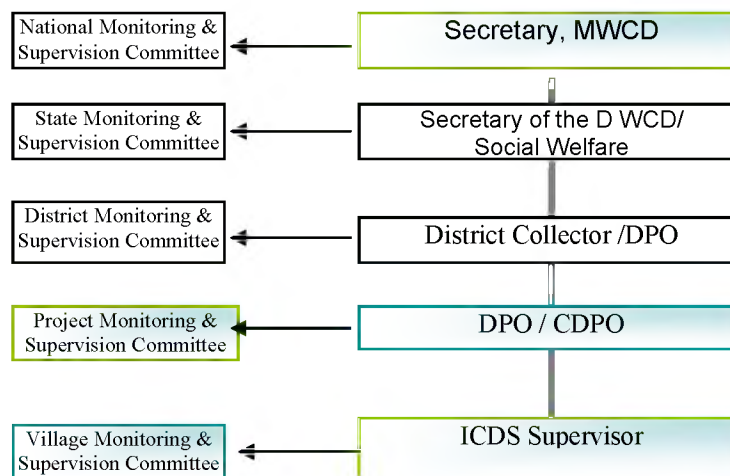 National Monitoring &
Supervision Committee
Secretary, MWCD
State Monitoring &
Supervision Committee
Secretary of the D WCD/
Social Welfare
District Monitoring &
Supervision Committee
District Collector /DPO
Project Monitoring &
Supervision Committee
DPO / CDPO
Village Monitoring &
Supervision Committee
ICDS Supervisor